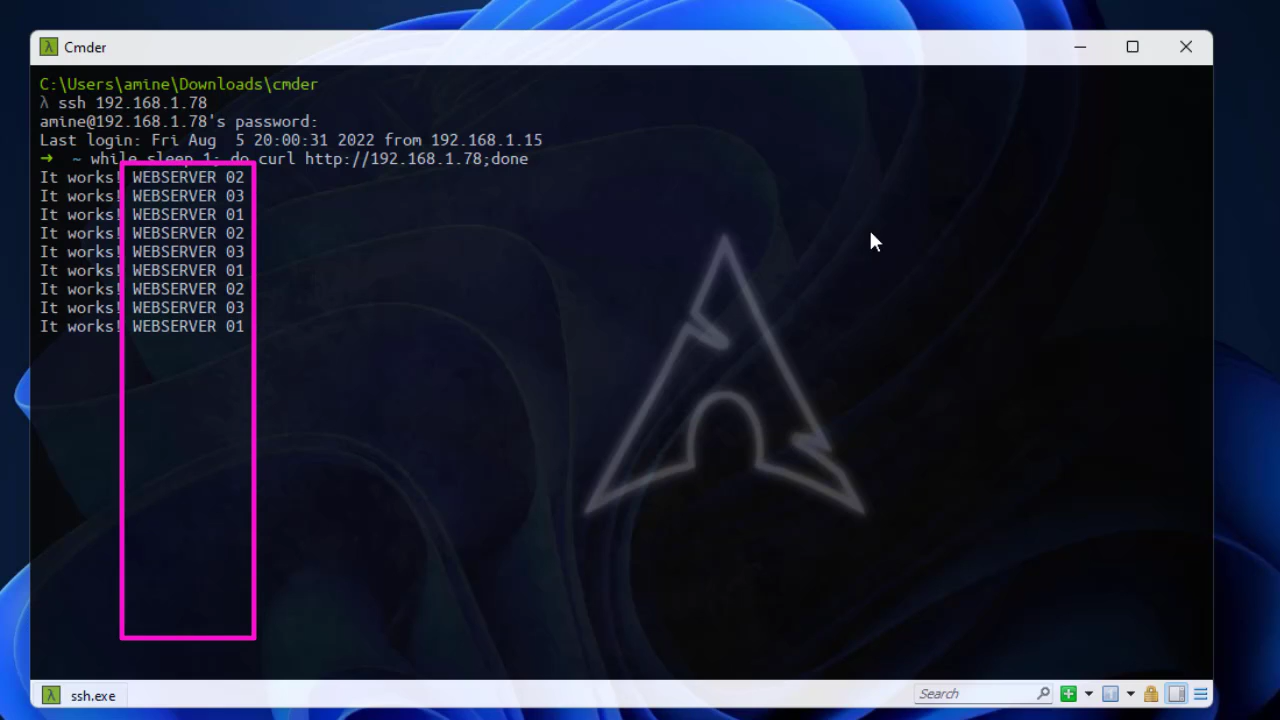 Cmder
C:\Users\amine\Downloads\cmder
λ ssh 192.168.1.78
amine@192.168.1.78's password:
Last login: Fri Aug  5 20:00:31 2022 from 192.168.1.15
➜  ~ while sleep 1; do curl http://192.168.1.78;done
It works! WEBSERVER 02
It works! WEBSERVER 03
It works! WEBSERVER 01
It works! WEBSERVER 02
It works! WEBSERVER 03
It works! WEBSERVER 01
It works! WEBSERVER 02
It works! WEBSERVER 03
It works! WEBSERVER 01
ssh.exe
Search